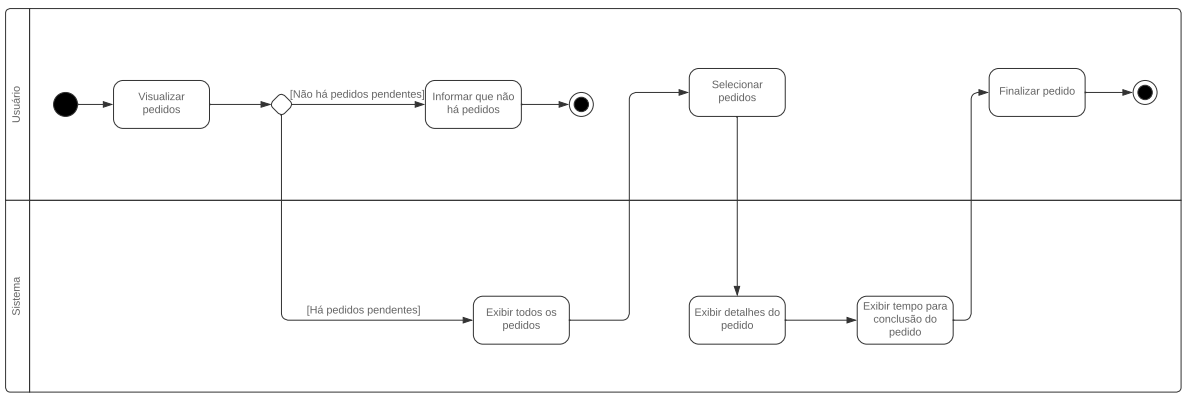 Usuário
Visualizar
pedidos
[Não há pedidos pendentes]
Informar que não
há pedidos
Selecionar
pedidos
Finalizar pedido
Sistema
[Há pedidos pendentes]
Exibir todos os
pedidos
Exibir detalhes do
pedido
Exibir tempo para
conclusão do
pedido